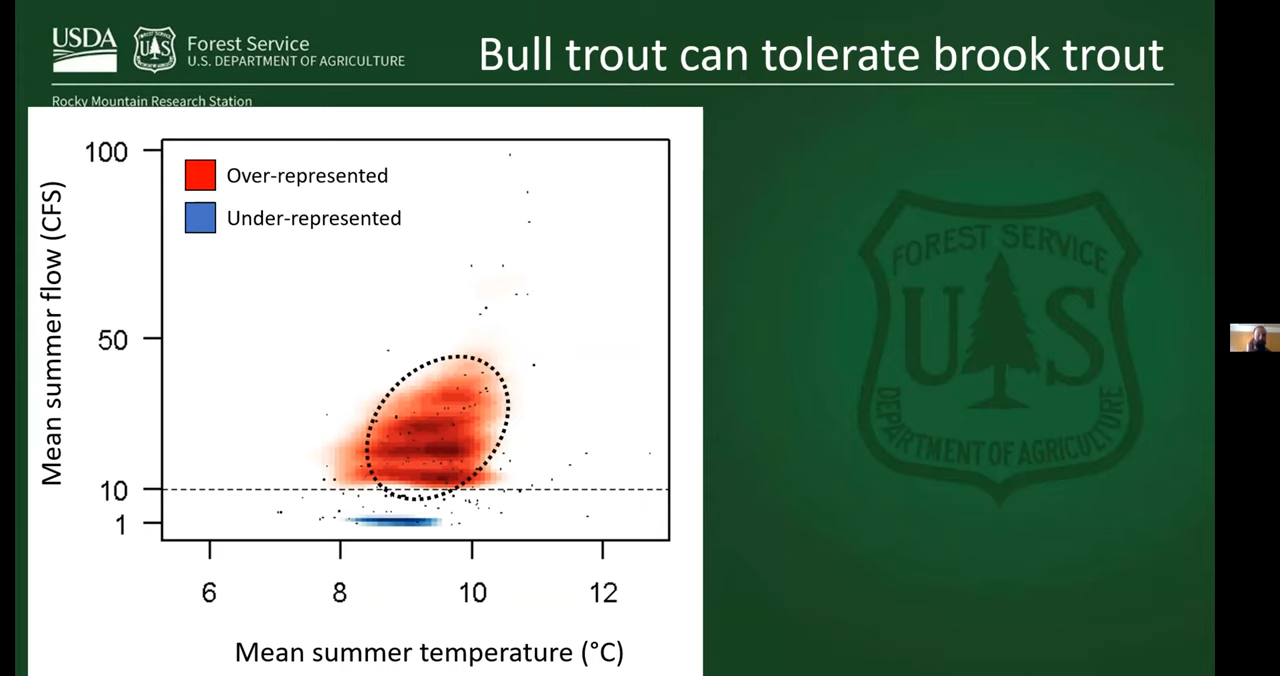 USDA
UAS
Forest Service
U.S. DEPARTMENT OF AGRICULTURE
Bull trout can tolerate brook trout
Rocky Mountain Research Station
Over-represented
Under-represented
Mean summer flow (CFS)
100
50
10
1
6 8 10 12
Mean summer temperature (°C)
FOREST SERVICE
U S
DEPARTMENT OF AGRICULTURE